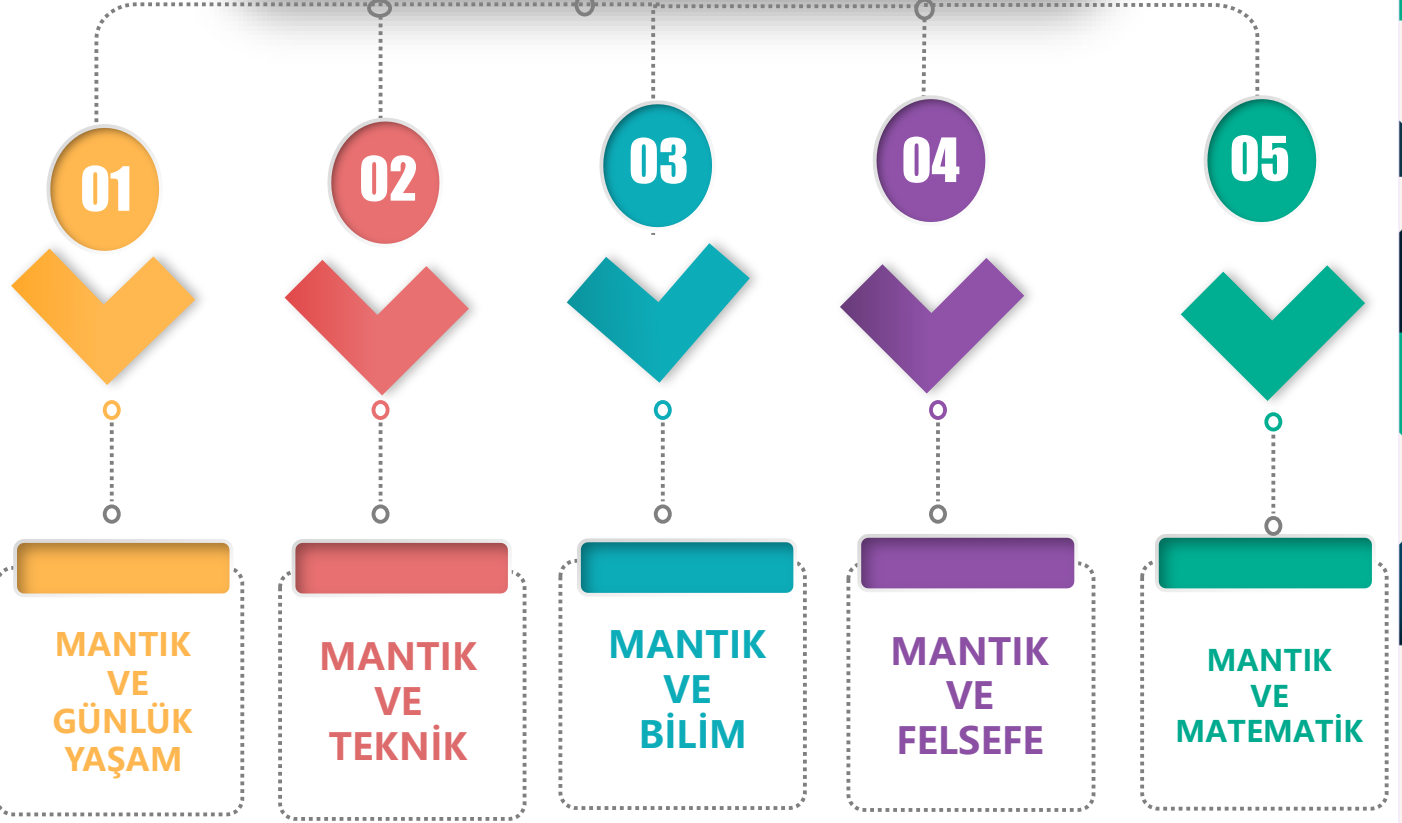 01
02
03
04
05
MANTIK
VE
GÜNLÜK
YAŞAM
MANTIK
VE
TEKNİK
MANTIK
VE
BİLİM
MANTIK
VE
FELSEFE
MANTIK
VE
MATEMATİK